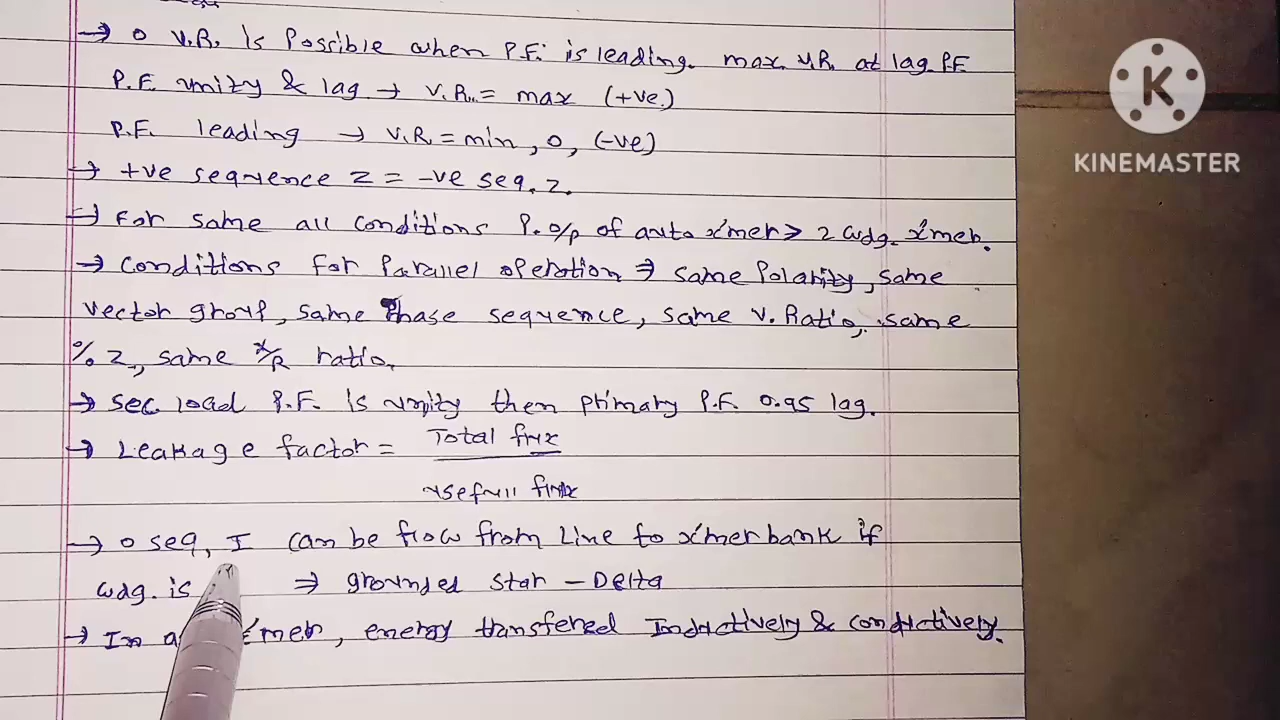 → 0 V.R. is possible when P.F. is leading. max V.R. at lag P.F.
P.F. unity & lag → V.R. = max (+ve)
P.F. leading → V.R. = min, 0, (-ve)
→ +ve sequence Z = -ve seq. Z.
→ For same all conditions P. o/p of auto x'mer > 2 wdg. x'mer.
→ conditions for Parallel operation ⇒ same Polarity, same
vector group, same Phase sequence, same V. Ratio, same
% Z, same X/R ratio.
→ sec. load P.F. is unity then primary P.F. 0.95 lag.
→ Leakage factor = Total flux
usefull flux
→ 0 seq. I can be flow from Line to x'mer bank if
wdg. is ⇒ grounded star - Delta
→ In a mer, energy transfered Inductively & conductively.
KINEMASTER